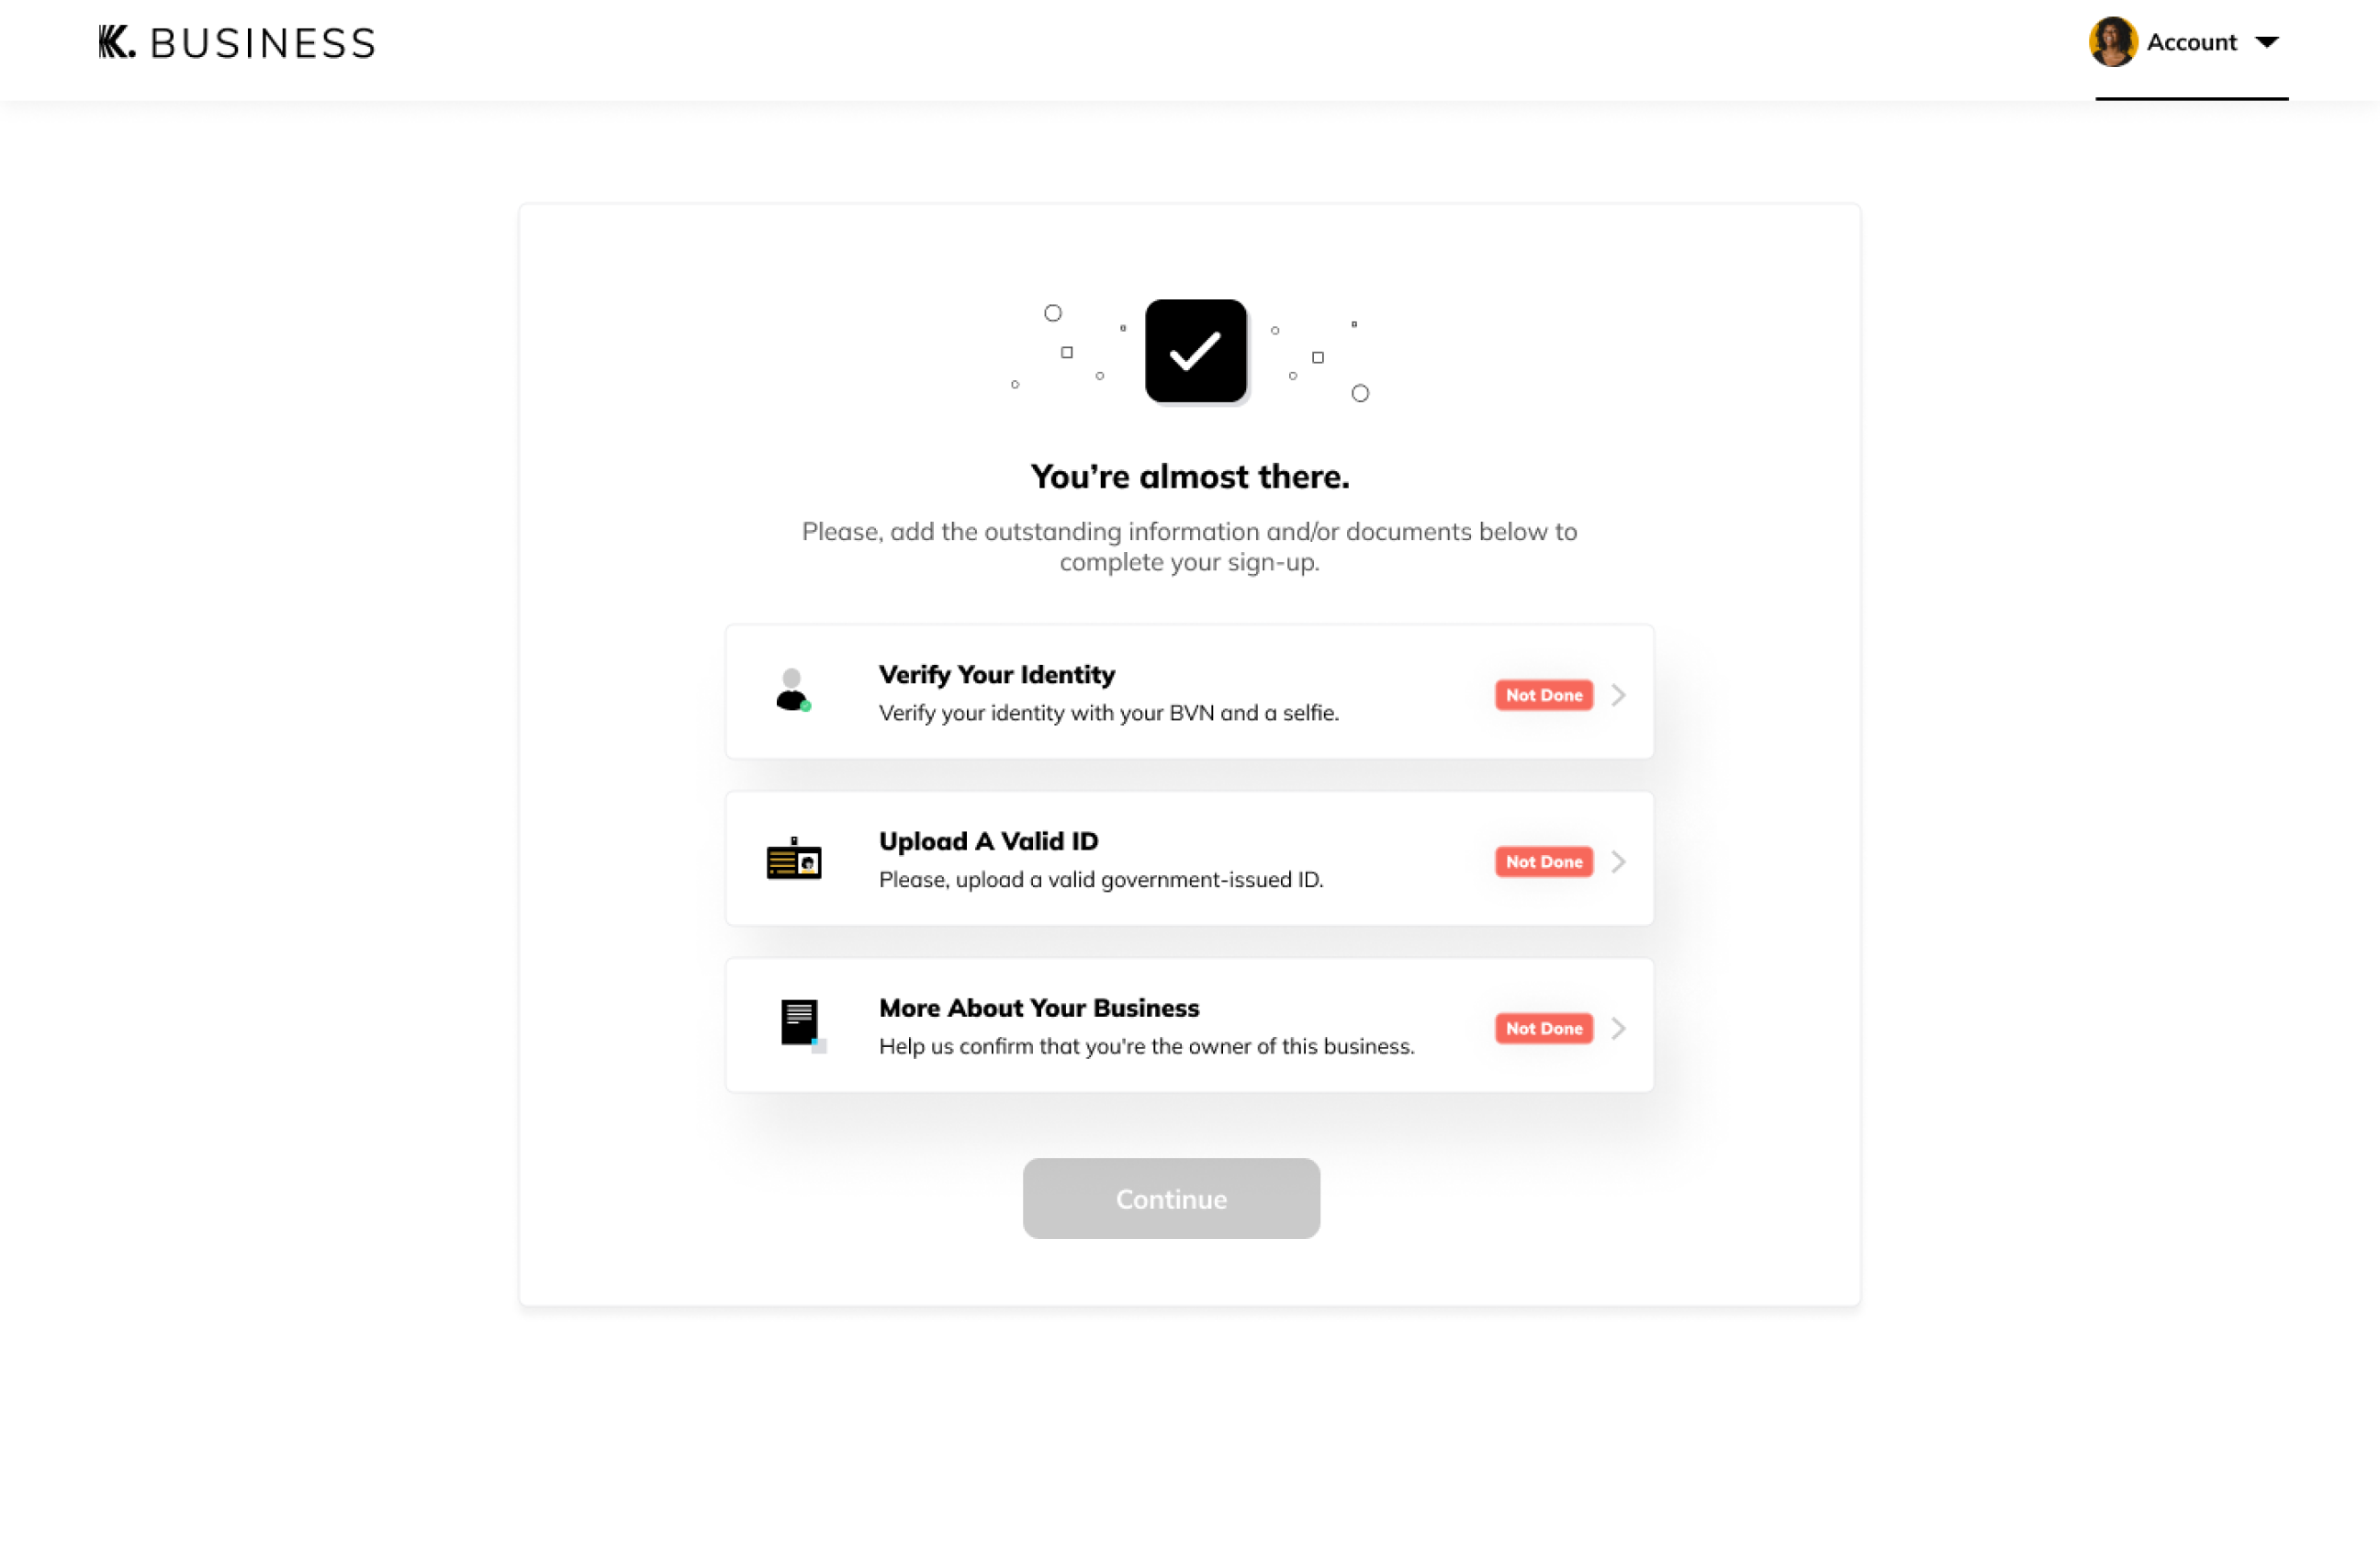 K. BUSINESS
Account
You’re almost there.
Please, add the outstanding information and/or documents below to
complete your sign-up.
Verify Your Identity
Verify your identity with your BVN and a selfie.
Not Done
Upload A Valid ID
Please, upload a valid government-issued ID.
Not Done
More About Your Business
Help us confirm that you're the owner of this business.
Not Done
Continue